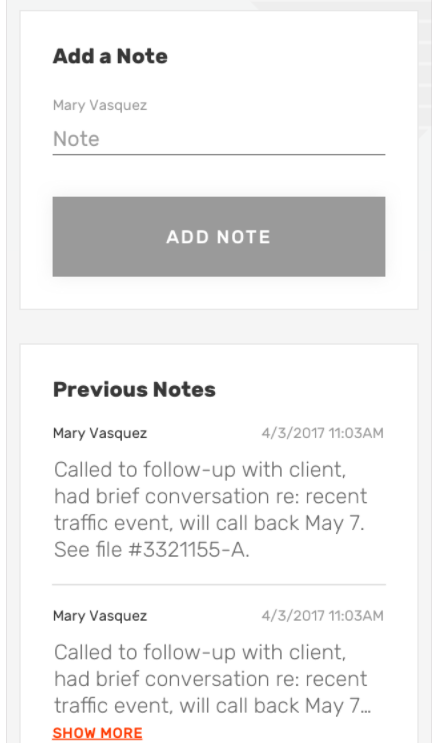 Add a Note
Mary Vasquez
Note
ADD NOTE
Previous Notes
Mary Vasquez 4/3/2017 11:03AM
Called to follow-up with client,
had brief conversation re: recent
traffic event, will call back May 7.
See file #3321155-A.
Mary Vasquez 4/3/2017 11:03AM
Called to follow-up with client,
had brief conversation re: recent
traffic event, will call back May 7...
SHOW MORE